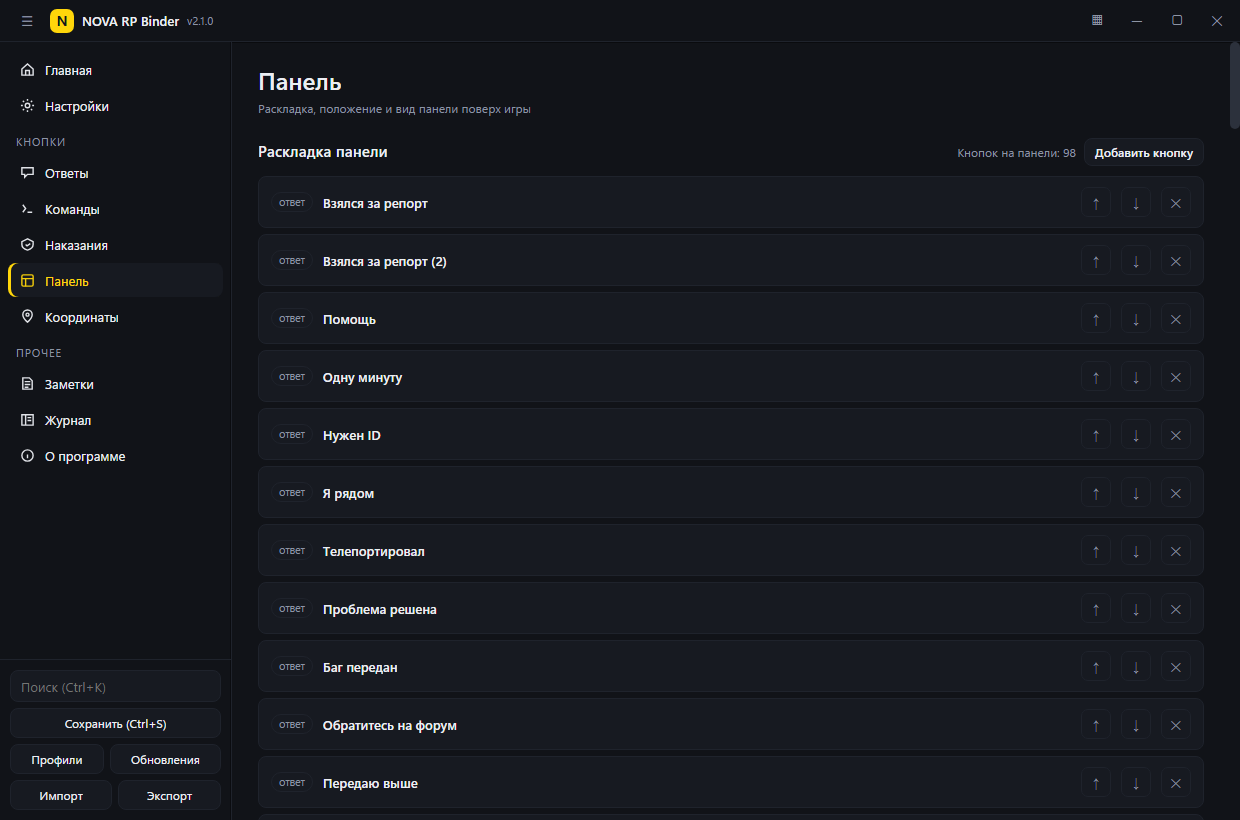 N NOVA RP Binder v2.1.0
Главная
Настройки
КНОПКИ
Ответы
Команды
Наказания
Панель
Координаты
ПРОЧЕЕ
Заметки
Журнал
О программе
Поиск (Ctrl+K)
Сохранить (Ctrl+S)
Профили Обновления
Импорт Экспорт
Панель
Раскладка, положение и вид панели поверх игры
Раскладка панели Кнопок на панели: 98 Добавить кнопку
ответ Взялся за репорт ↑ ↓ ×
ответ Взялся за репорт (2) ↑ ↓ ×
ответ Помощь ↑ ↓ ×
ответ Одну минуту ↑ ↓ ×
ответ Нужен ID ↑ ↓ ×
ответ Я рядом ↑ ↓ ×
ответ Телепортировал ↑ ↓ ×
ответ Проблема решена ↑ ↓ ×
ответ Баг передан ↑ ↓ ×
ответ Обратитесь на форум ↑ ↓ ×
ответ Передаю выше ↑ ↓ ×